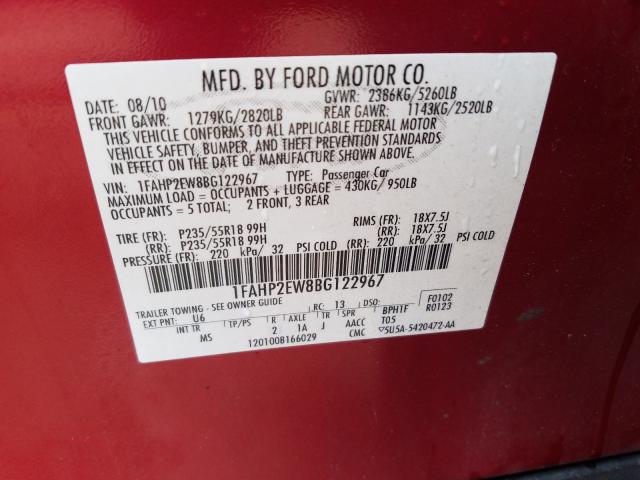 MFD. BY FORD MOTOR CO.
DATE: 08/10 GVWR: 2386KG/5260LB
FRONT GAWR: 1279KG/2820LB REAR GAWR: 1143KG/2520LB
THIS VEHICLE CONFORMS TO ALL APPLICABLE FEDERAL MOTOR
VEHICLE SAFETY, BUMPER, AND THEFT PREVENTION STANDARDS
IN EFFECT ON THE DATE OF MANUFACTURE SHOWN ABOVE.
VIN: 1FAHP2EW8BG122967 TYPE: Passenger Car
MAXIMUM LOAD = OCCUPANTS + LUGGAGE = 430KG/950LB
OCCUPANTS = 5 TOTAL; 2 FRONT, 3 REAR
TIRE: (FR) P235/55R18 99H RIMS (FR): 18X7.5J
(RR) P235/55R18 99H (RR): 18X7.5J
PRESSURE: (FR) 220 kPa/ 32 PSI COLD (RR): 220 kPa/ 32 PSI COLD
1FAHP2EW8BG122967
TRAILER TOWING - SEE OWNER GUIDE RC: 13 DSO: F0102
EXT PNT: U6 R0123
INT TR TP/PS R AXLE TR SPR BPHTF
MS 2 1A J AACC T05
1201008166029 CMC ▽5U5A-5420472-AA